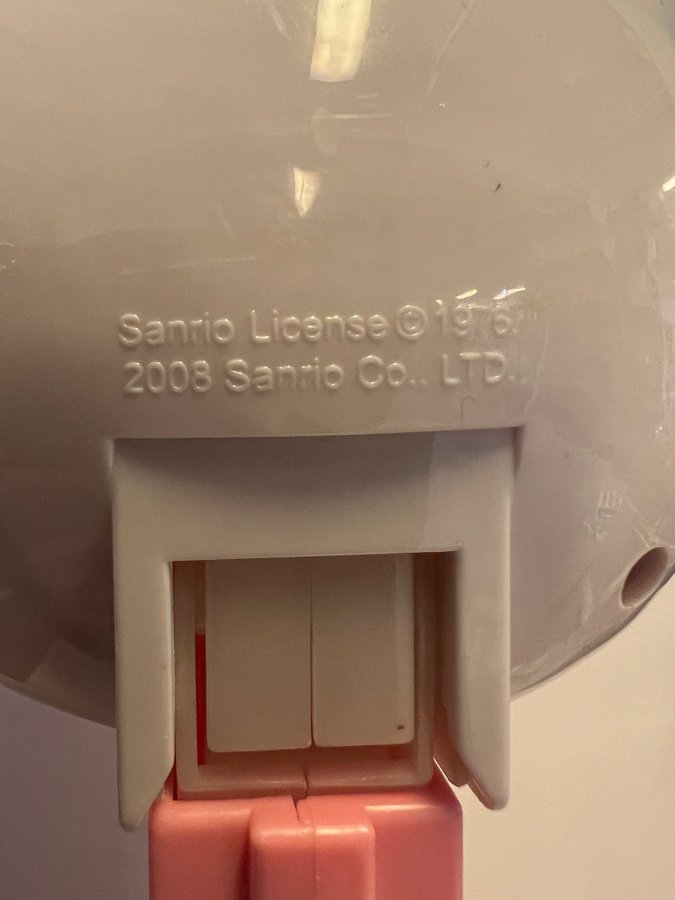 Sanrio License © 1976/
2008 Sanrio Co., LTD.